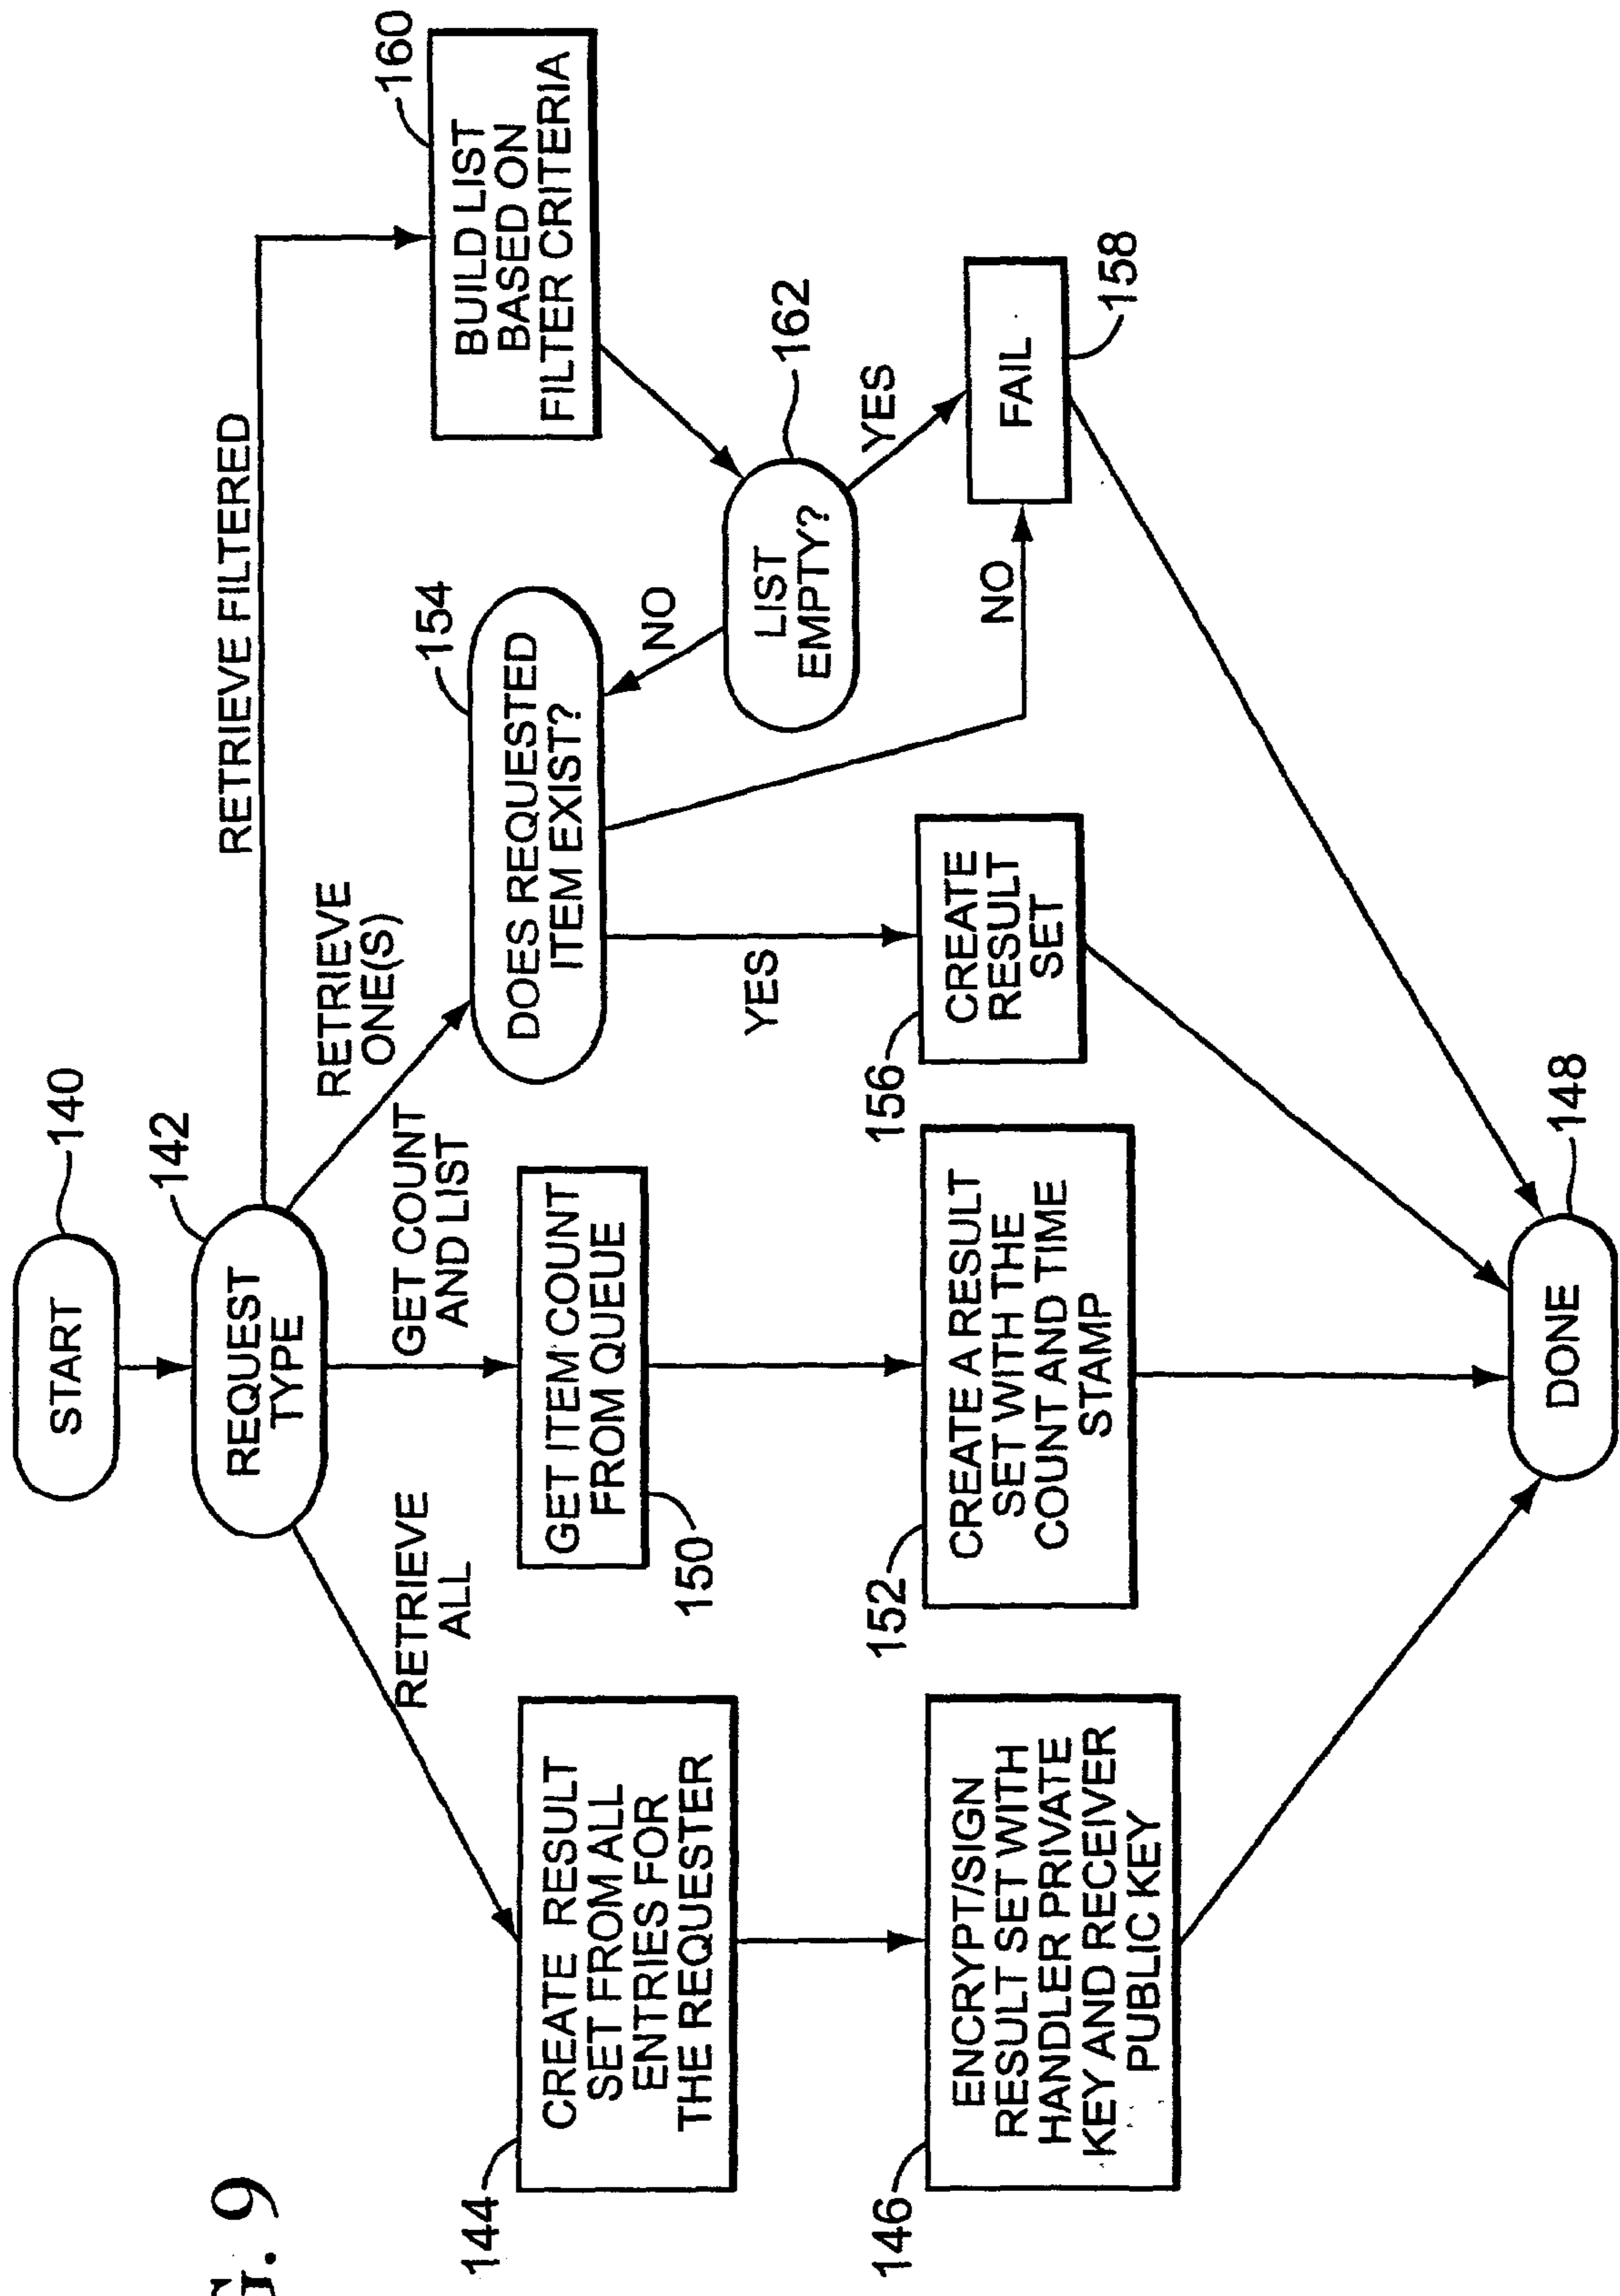 G. 9
START
140
REQUEST
TYPE
142
RETRIEVE
ALL
GET COUNT
AND LIST
RETRIEVE
ONE(S)
RETRIEVE FILTERED
144
CREATE RESULT
SET FROM ALL
ENTRIES FOR
THE REQUESTER
GET ITEM COUNT
FROM QUEUE
150
DOES REQUESTED
ITEM EXIST?
154
BUILD LIST
BASED ON
FILTER CRITERIA
160
NO
LIST
EMPTY?
162
YES
YES
NO
146
ENCRYPT/SIGN
RESULT SET WITH
HANDLER PRIVATE
KEY AND RECEIVER
PUBLIC KEY
152
CREATE A RESULT
SET WITH THE
COUNT AND TIME
STAMP
156
CREATE
RESULT
SET
FAIL
158
DONE
148